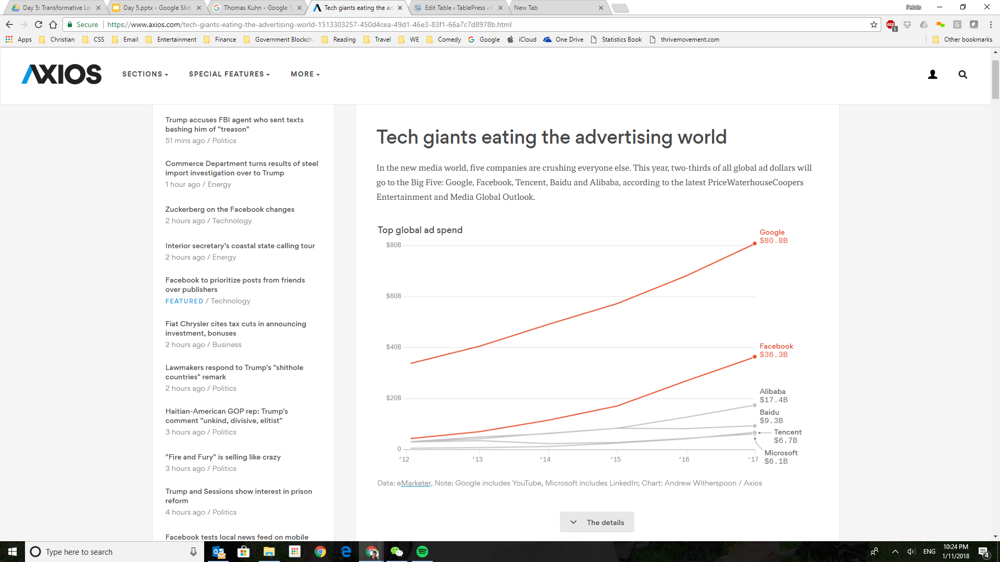 Day 5: Transformative Le
Day 5.pptx - Google Slide
Thomas Kuhn - Google S
Tech giants eating the ad
Edit Table ‹ TablePress ‹ G
New Tab
Petals
Secure
https://www.axios.com/tech-giants-eating-the-advertising-world-1513303257-450d4cea-49d1-46e3-83f1-66a7c7d8978b.html
ABP
5
G
Apps
Christian
CSS
Email
Entertainment
Finance
Government Blockcha
Reading
Travel
WE
Comedy
Google
iCloud
One Drive
Statistics Book
thrivemovement.com
Other bookmarks
AXIOS
SECTIONS
SPECIAL FEATURES
MORE
Trump accuses FBI agent who sent texts
bashing him of "treason"
51 mins ago / Politics
Commerce Department turns results of steel
import investigation over to Trump
1 hour ago / Energy
Zuckerberg on the Facebook changes
2 hours ago / Technology
Interior secretary’s coastal state calling tour
2 hours ago / Energy
Facebook to prioritize posts from friends
over publishers
FEATURED / Technology
Fiat Chrysler cites tax cuts in announcing
investment, bonuses
2 hours ago / Business
Lawmakers respond to Trump's "shithole
countries" remark
2 hours ago / Politics
Haitian-American GOP rep: Trump's
comment "unkind, divisive, elitist"
3 hours ago / Politics
"Fire and Fury" is selling like crazy
3 hours ago / Politics
Trump and Sessions show interest in prison
reform
4 hours ago / Politics
Facebook tests local news feed on mobile
Tech giants eating the advertising world
In the new media world, five companies are crushing everyone else. This year, two-thirds of all global ad dollars will
go to the Big Five: Google, Facebook, Tencent, Baidu and Alibaba, according to the latest PriceWaterhouseCoopers
Entertainment and Media Global Outlook.
Top global ad spend
$80B
$60B
$40B
$20B
0
‘12
‘13
‘14
‘15
‘16
‘17
Google
$80.8B
Facebook
$36.3B
Alibaba
$17.4B
Baidu
$9.3B
Tencent
$6.7B
Microsoft
$6.1B
Data: eMarketer, Note: Google includes YouTube, Microsoft includes LinkedIn; Chart: Andrew Witherspoon / Axios
The details
Type here to search
ENG
10:24 PM
1/11/2018
4